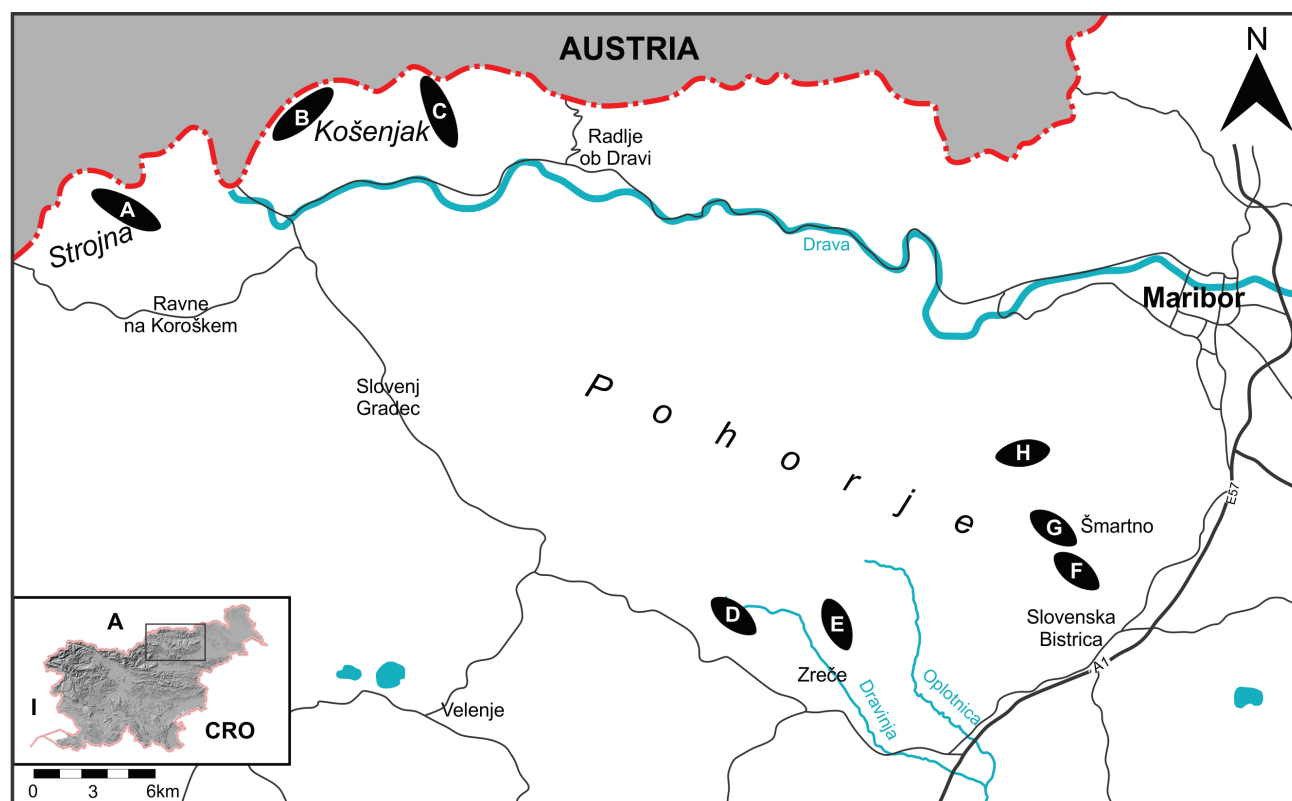 AUSTRIA
N
B
C
Košenjak
Radlje
ob Dravi
A
Strojna
Drava
Ravne
na Koroškem
Maribor
Slovenj
Gradec
Pohorje
H
E57
G
Šmartno
F
D
E
Slovenska
Bistrica
A1
Zreče
Dravinja
Oplotnica
Velenje
A
I
CRO
0 3 6km